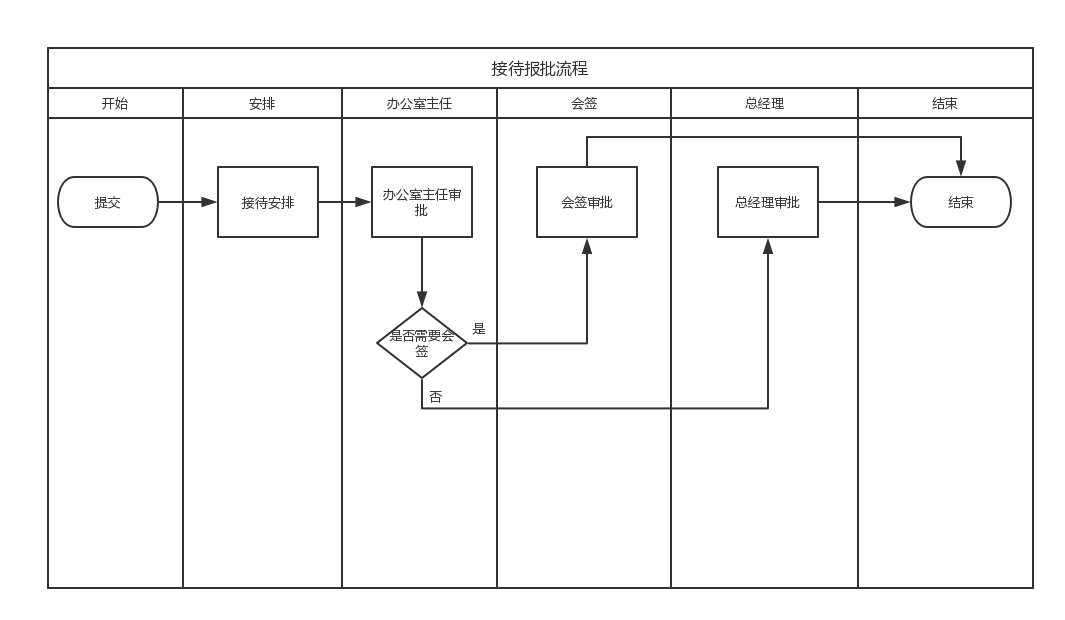 接待报批流程
开始
安排
办公室主任
会签
总经理
结束
提交
接待安排
办公室主任审
批
会签审批
总经理审批
结束
是否需要会
签
是
否